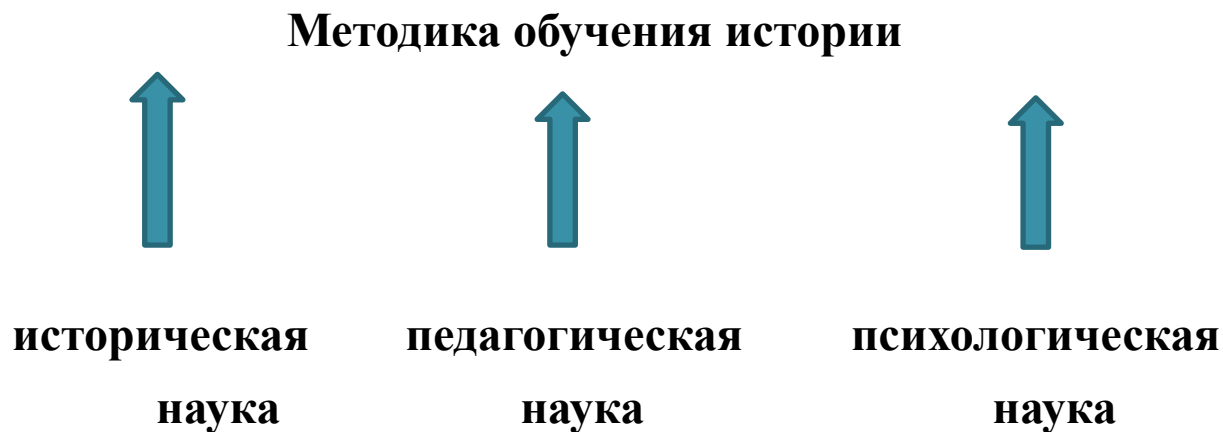 Методика обучения истории
историческая педагогическая психологическая
наука наука наука